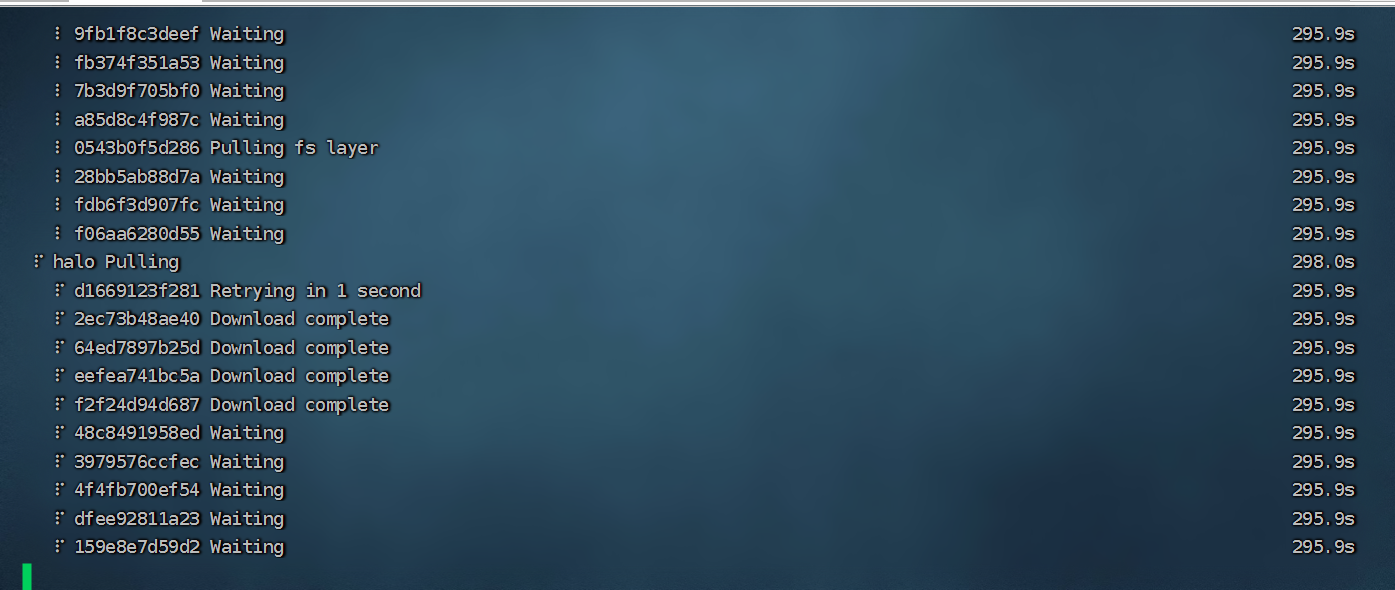 9fb1f8c3deef Waiting 295.9s
fb374f351a53 Waiting 295.9s
7b3d9f705bf0 Waiting 295.9s
a85d8c4f987c Waiting 295.9s
0543b0f5d286 Pulling fs layer 295.9s
28bb5ab88d7a Waiting 295.9s
fdb6f3d907fc Waiting 295.9s
f06aa6280d55 Waiting 295.9s
halo Pulling 298.0s
d1669123f281 Retrying in 1 second 295.9s
2ec73b48ae40 Download complete 295.9s
64ed7897b25d Download complete 295.9s
eefea741bc5a Download complete 295.9s
f2f24d94d687 Download complete 295.9s
48c8491958ed Waiting 295.9s
3979576ccfec Waiting 295.9s
4f4fb700ef54 Waiting 295.9s
dfee92811a23 Waiting 295.9s
159e8e7d59d2 Waiting 295.9s